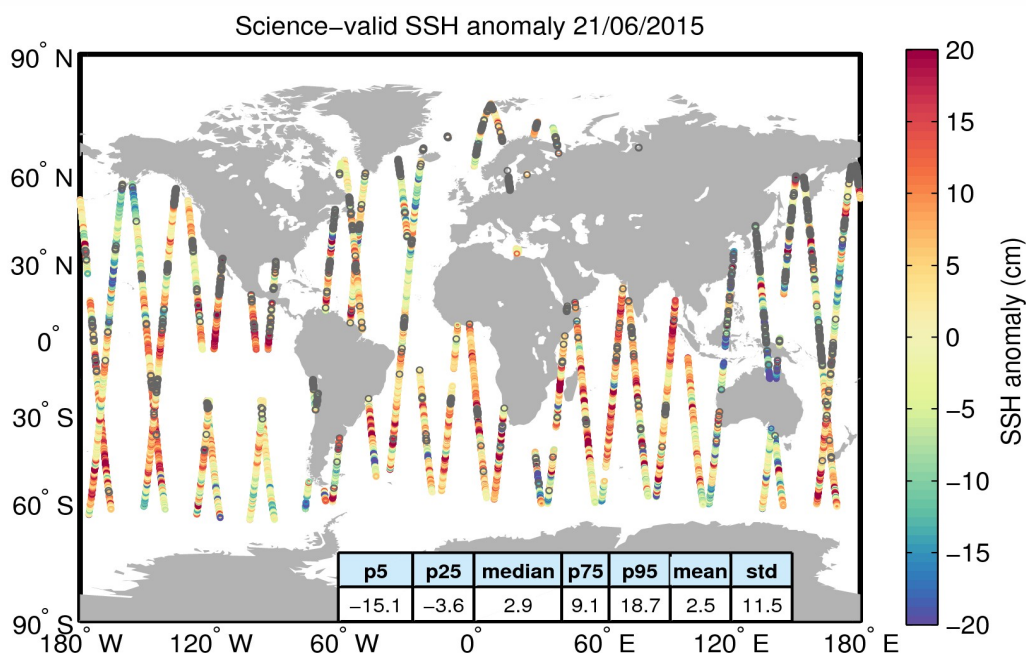 Science−valid SSH anomaly 21/06/2015
90° N
60° N
30° N
0°
30° S
60° S
90° S
180° W
120° W
60° W
0°
60° E
120° E
180° E
p5 p25 median p75 p95 mean std
−15.1 −3.6 2.9 9.1 18.7 2.5 11.5
20
15
10
5
0
−5
−10
−15
−20
SSH anomaly (cm)